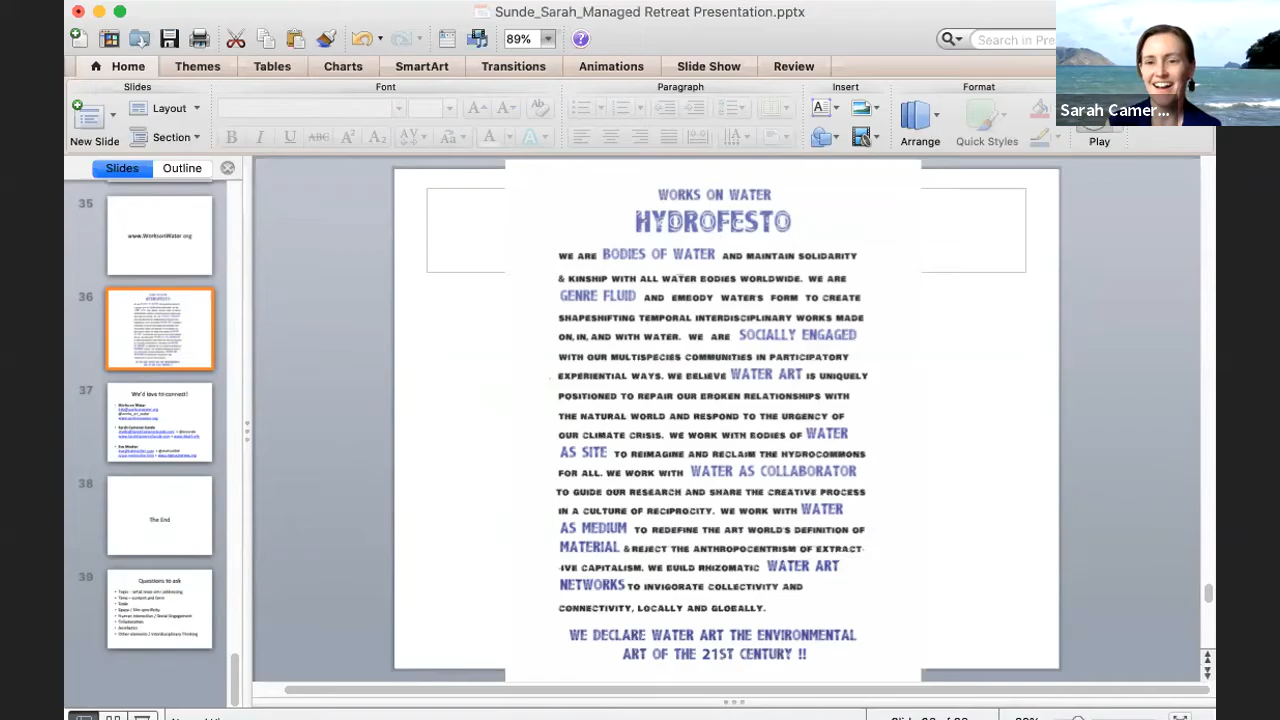 Sunde_Sarah_Managed Retreat Presentation.pptx
89%
Search in Pre
Home Themes Tables Charts SmartArt Transitions Animations Slide Show Review
Slides Font Paragraph Insert Format
Layout
Section
New Slide
Arrange Quick Styles Play
Sarah Camer...
Slides Outline
35
www.WorksonWater.org
36
37
We'd love to connect!
38
The End
39
Questions to ask
WORKS ON WATER
HYDROFESTO
WE ARE BODIES OF WATER AND MAINTAIN SOLIDARITY
& KINSHIP WITH ALL WATER BODIES WORLDWIDE. WE ARE
GENRE FLUID AND EMBODY WATER'S FORM TO CREATE
SHAPESHIFTING TEMPORAL INTERDISCIPLINARY WORKS MADE
ON, IN, AND WITH WATER. WE ARE SOCIALLY ENGAGED
WITH OUR MULTISPECIES COMMUNITIES IN PARTICIPATORY
EXPERIENTIAL WAYS. WE BELIEVE WATER ART IS UNIQUELY
POSITIONED TO REPAIR OUR BROKEN RELATIONSHIPS WITH
THE NATURAL WORLD AND RESPOND TO THE URGENCY OF
OUR CLIMATE CRISIS. WE WORK WITH BODIES OF WATER
AS SITE TO REIMAGINE AND RECLAIM THE HYDROCOMMONS
FOR ALL. WE WORK WITH WATER AS COLLABORATOR
TO GUIDE OUR RESEARCH AND SHARE THE CREATIVE PROCESS
IN A CULTURE OF RECIPROCITY. WE WORK WITH WATER
AS MEDIUM TO REDEFINE THE ART WORLD'S DEFINITION OF
MATERIAL & REJECT THE ANTHROPOCENTRISM OF EXTRACT-
IVE CAPITALISM. WE BUILD RHIZOMATIC WATER ART
NETWORKS TO INVIGORATE COLLECTIVITY AND
CONNECTIVITY, LOCALLY AND GLOBALLY.
WE DECLARE WATER ART THE ENVIRONMENTAL
ART OF THE 21ST CENTURY !!